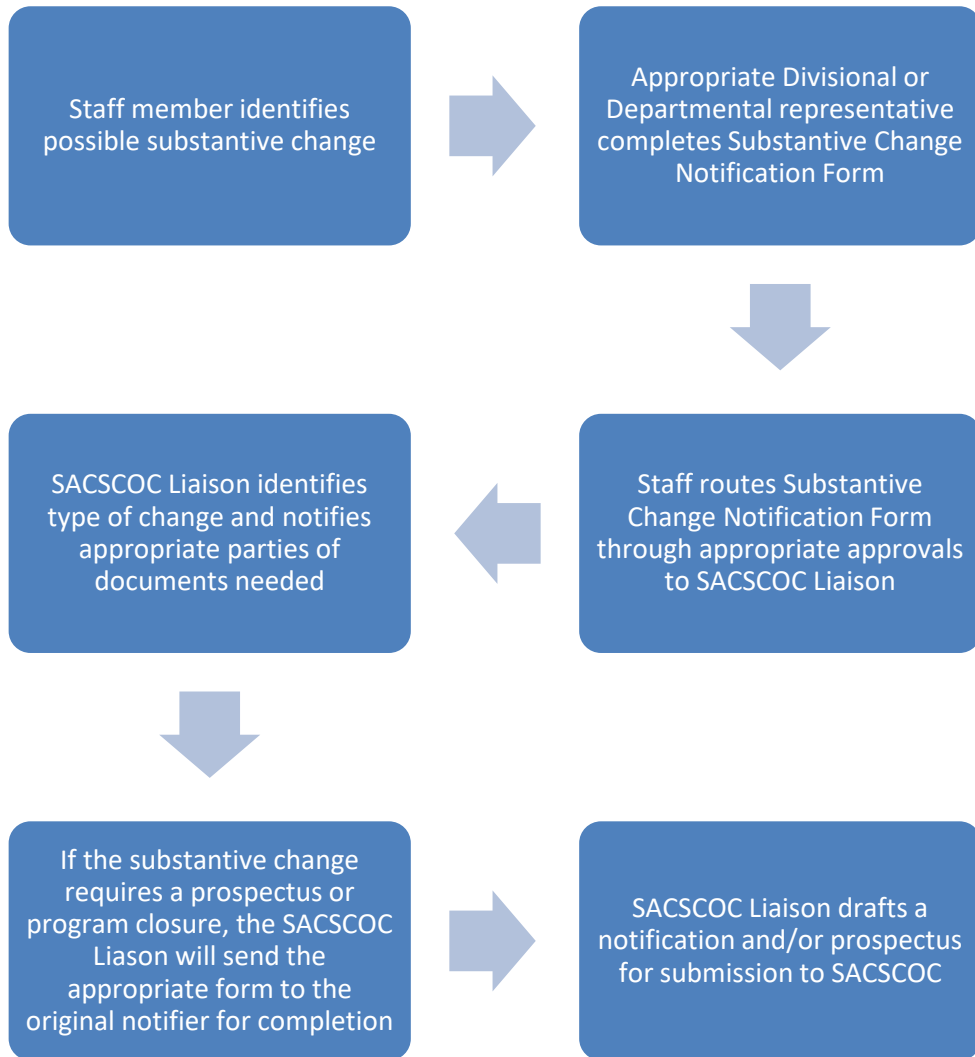 Staff member identifies
possible substantive change
Appropriate Divisional or
Departmental representative
completes Substantive Change
Notification Form
Staff routes Substantive
Change Notification Form
through appropriate approvals
to SACSCOC Liaison
SACSCOC Liaison identifies
type of change and notifies
appropriate parties of
documents needed
If the substantive change
requires a prospectus or
program closure, the SACSCOC
Liason will send the
appropriate form to the
original notifier for completion
SACSCOC Liaison drafts a
notification and/or prospectus
for submission to SACSCOC